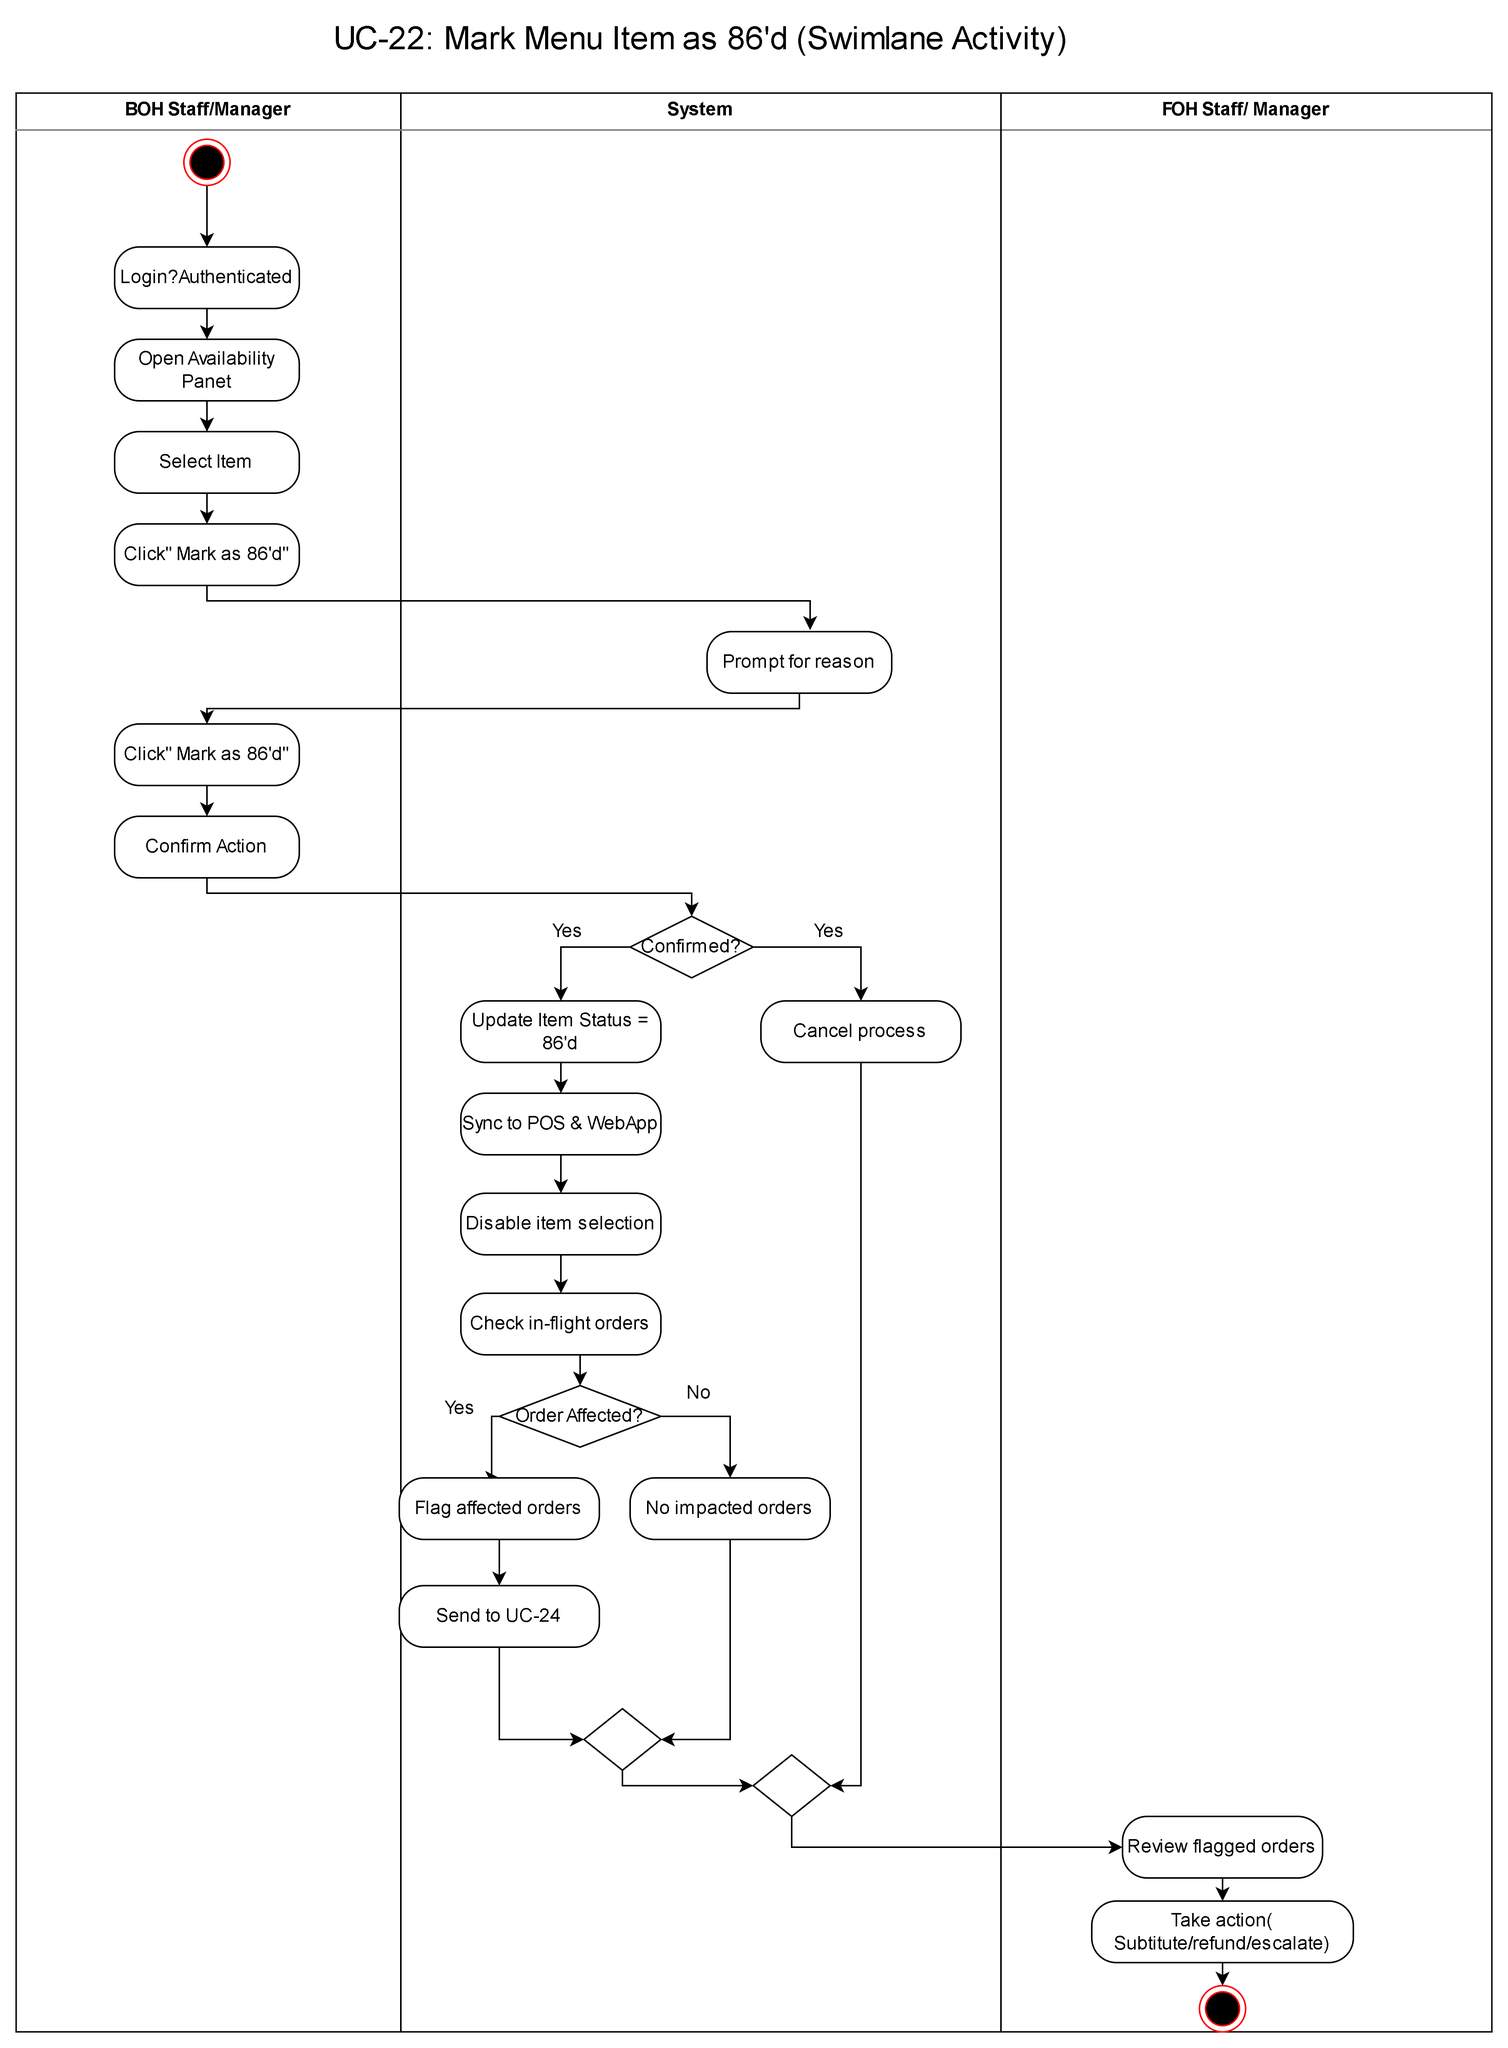 UC-22: Mark Menu Item as 86'd (Swimlane Activity)
BOH Staff/Manager
System
FOH Staff/ Manager
Login?Authenticated
Open Availability
Panet
Select Item
Click" Mark as 86'd"
Prompt for reason
Click" Mark as 86'd"
Confirm Action
Yes
Confirmed?
Yes
Update Item Status =
86'd
Cancel process
Sync to POS & WebApp
Disable item selection
Check in-flight orders
Yes
Order Affected?
No
Flag affected orders
No impacted orders
Send to UC-24
Review flagged orders
Take action(
Subtitute/refund/escalate)